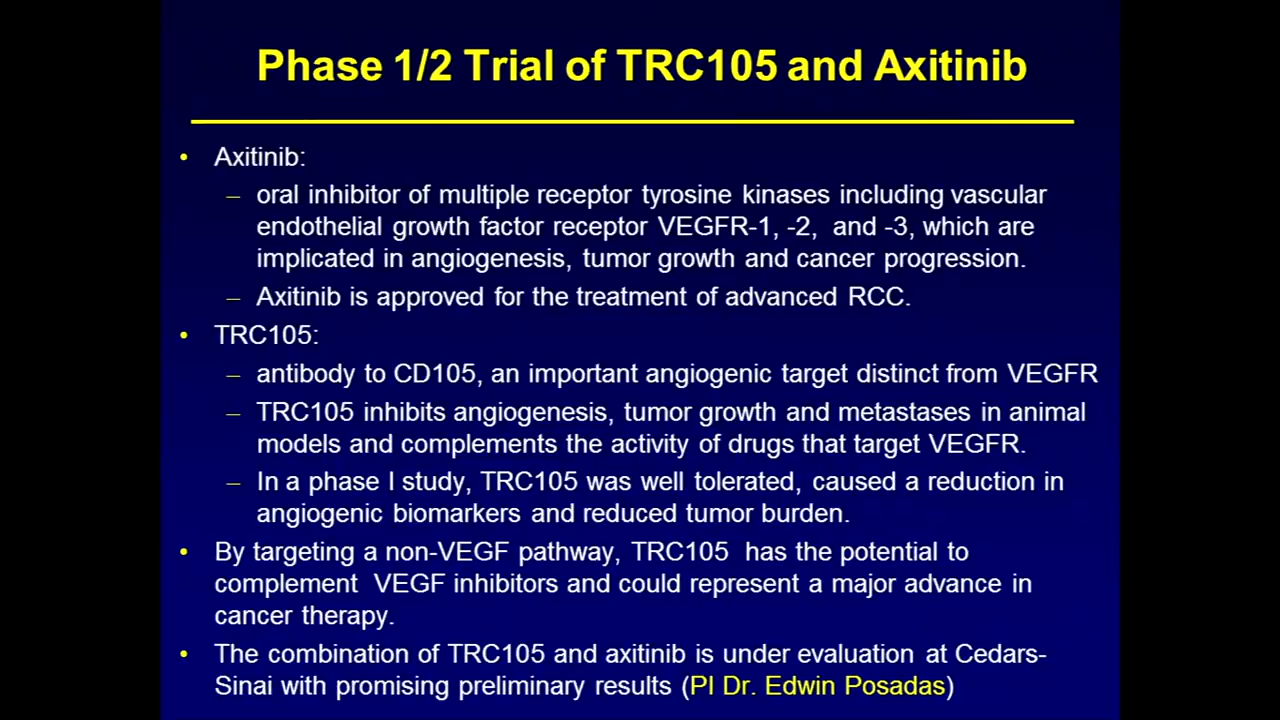 Phase 1/2 Trial of TRC105 and Axitinib
• Axitinib:
– oral inhibitor of multiple receptor tyrosine kinases including vascular
endothelial growth factor receptor VEGFR-1, -2, and -3, which are
implicated in angiogenesis, tumor growth and cancer progression.
– Axitinib is approved for the treatment of advanced RCC.
• TRC105:
– antibody to CD105, an important angiogenic target distinct from VEGFR
– TRC105 inhibits angiogenesis, tumor growth and metastases in animal
models and complements the activity of drugs that target VEGFR.
– In a phase I study, TRC105 was well tolerated, caused a reduction in
angiogenic biomarkers and reduced tumor burden.
• By targeting a non-VEGF pathway, TRC105 has the potential to
complement VEGF inhibitors and could represent a major advance in
cancer therapy.
• The combination of TRC105 and axitinib is under evaluation at Cedars-
Sinai with promising preliminary results (PI Dr. Edwin Posadas)